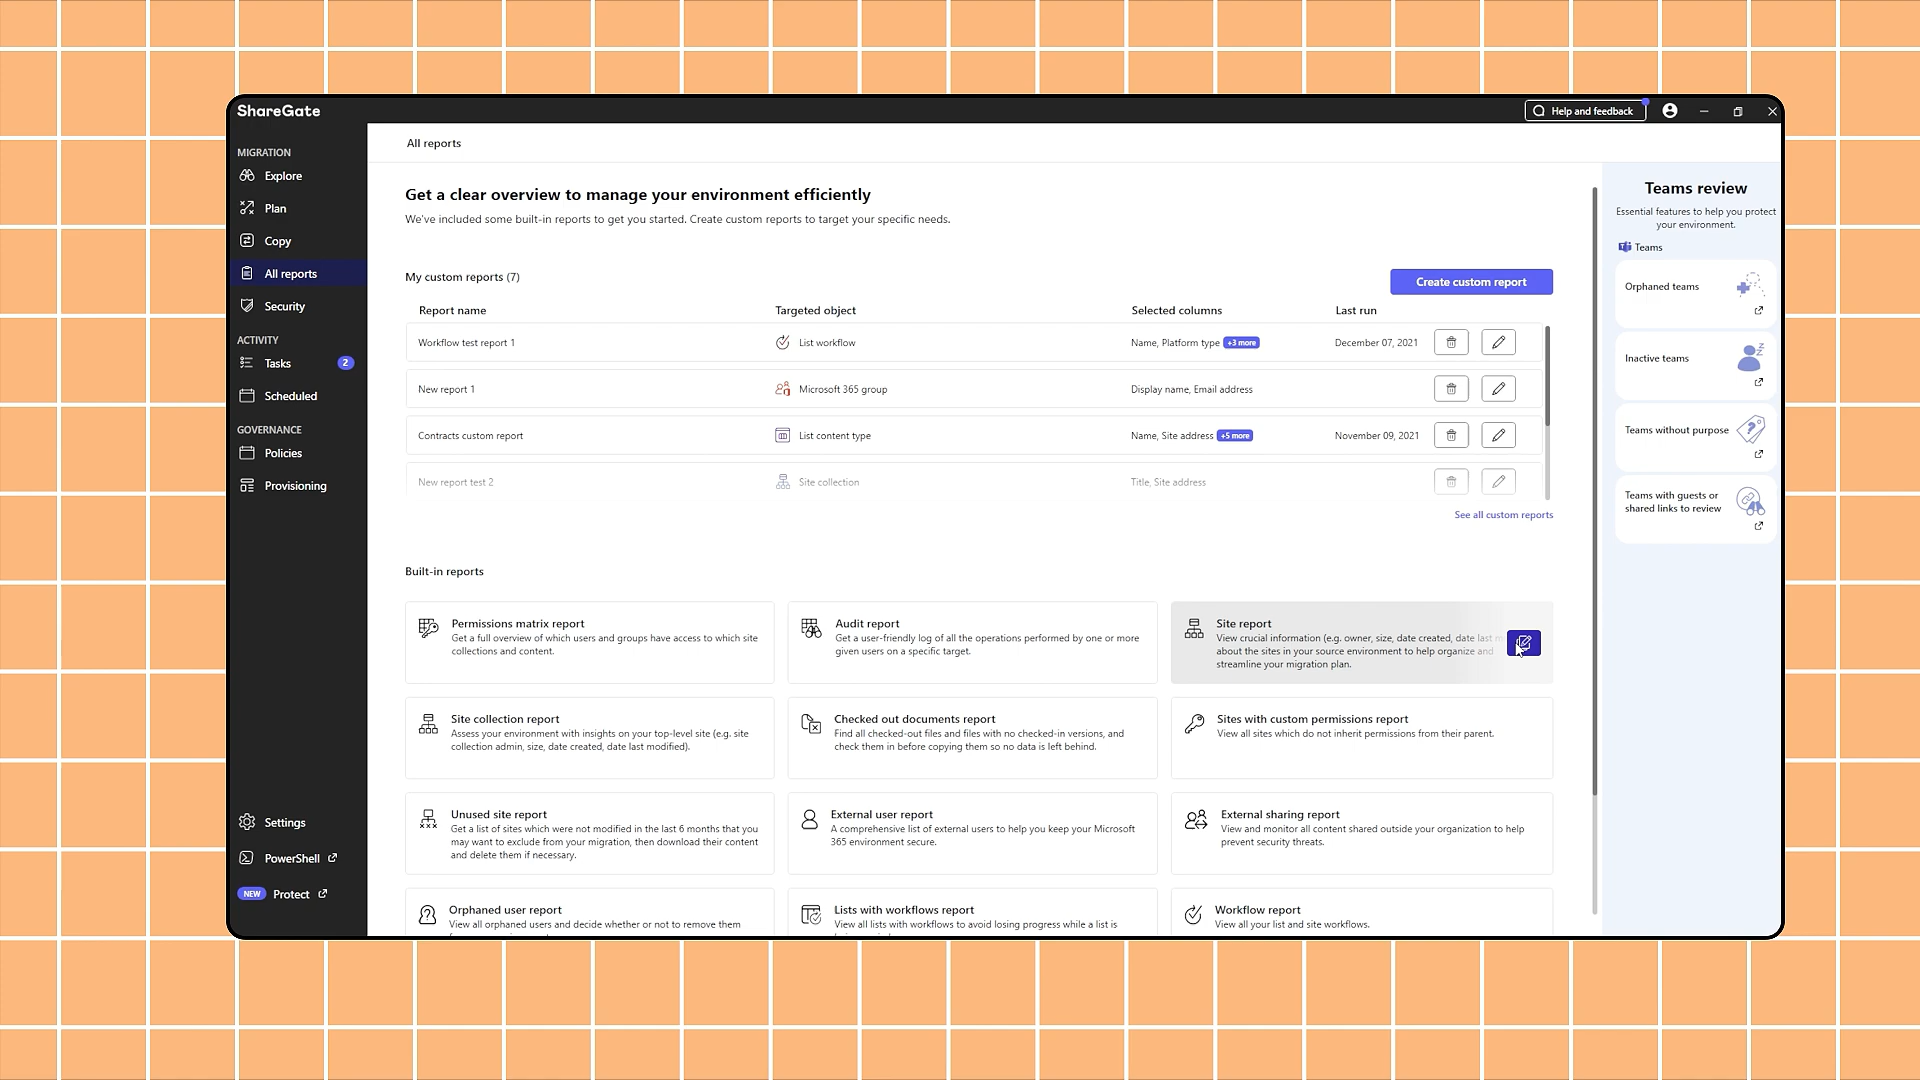 ShareGate
Help and feedback
MIGRATION
Explore
Plan
Copy
All reports
Security
ACTIVITY
Tasks 2
Scheduled
GOVERNANCE
Policies
Provisioning
Settings
PowerShell
NEW Protect
All reports
Get a clear overview to manage your environment efficiently
We've included some built-in reports to get you started. Create custom reports to target your specific needs.
My custom reports (7)
Create custom report
Report name Targeted object Selected columns Last run
Workflow test report 1 List workflow Name, Platform type +3 more December 07, 2021
New report 1 Microsoft 365 group Display name, Email address
Contracts custom report List content type Name, Site address +5 more November 09, 2021
New report test 2 Site collection Title, Site address
See all custom reports
Built-in reports
Permissions matrix report
Get a full overview of which users and groups have access to which site
collections and content.
Audit report
Get a user-friendly log of all the operations performed by one or more
given users on a specific target.
Site report
View crucial information (e.g. owner, size, date created, date last
about the sites in your source environment to help organize and
streamline your migration plan.
Site collection report
Assess your environment with insights on your top-level site (e.g. site
collection admin, size, date created, date last modified).
Checked out documents report
Find all checked-out files and files with no checked-in versions, and
check them in before copying them so no data is left behind.
Sites with custom permissions report
View all sites which do not inherit permissions from their parent.
Unused site report
Get a list of sites which were not modified in the last 6 months that you
may want to exclude from your migration, then download their content
and delete them if necessary.
External user report
A comprehensive list of external users to help you keep your Microsoft
365 environment secure.
External sharing report
View and monitor all content shared outside your organization to help
prevent security threats.
Orphaned user report
View all orphaned users and decide whether or not to remove them
Lists with workflows report
View all lists with workflows to avoid losing progress while a list is
Workflow report
View all your list and site workflows.
Teams review
Essential features to help you protect
your environment.
Teams
Orphaned teams
Inactive teams
Teams without purpose
Teams with guests or
shared links to review